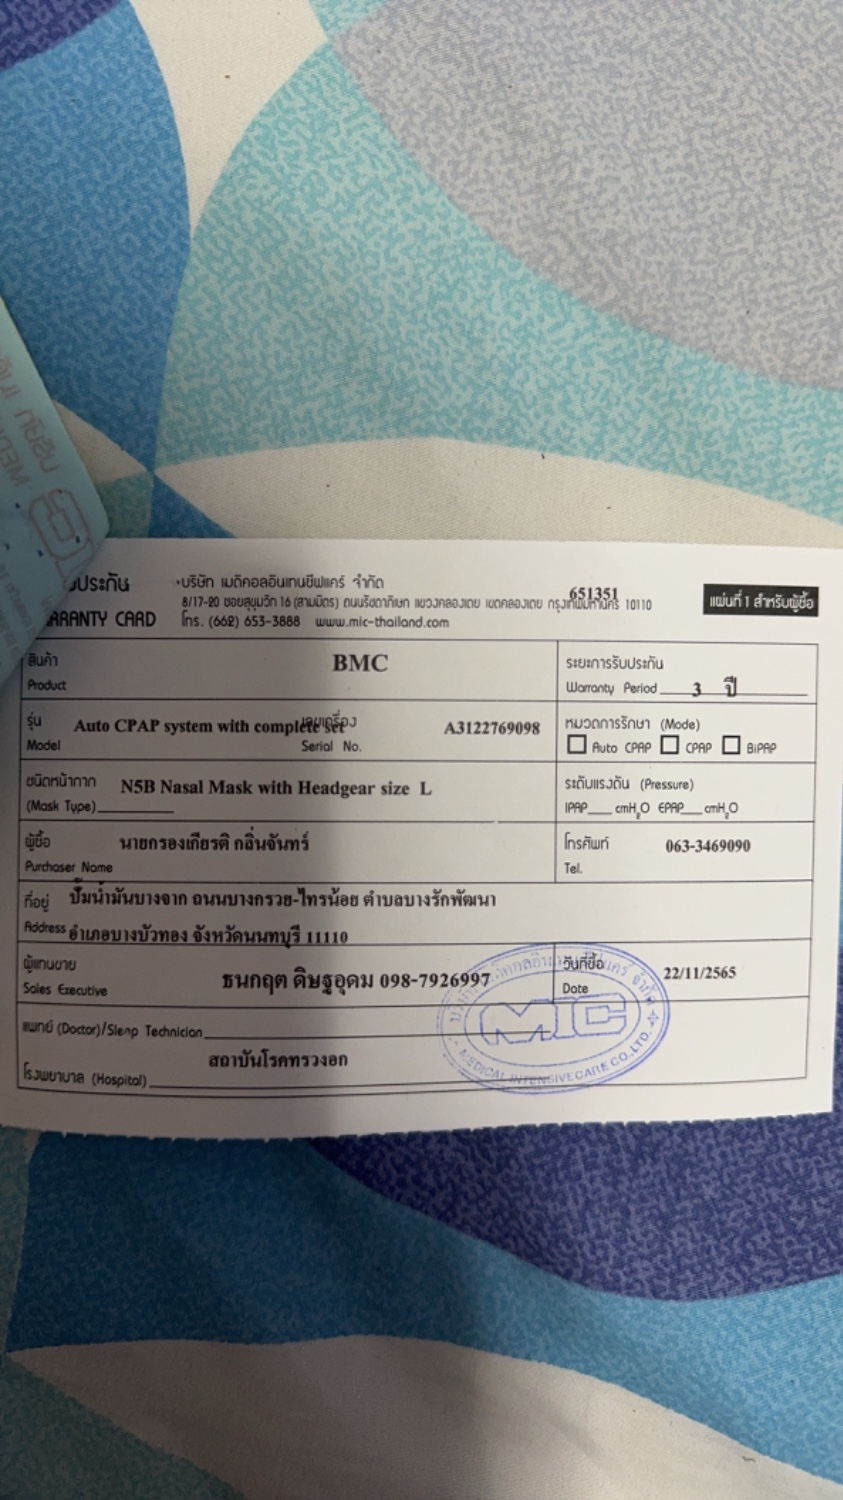 บประกัน
ARRANTY CARD
บริษัท เมดิคอลอินเทนซีฟแคร์ จำกัด
651351
8/17-20 ซอยสุขุมวิท 16 (สามมิตร) ถนนรัชดาภิเษก แขวงคลองเตย เขตคลองเตย กรุงเทพมหานคร 10110
โทร. (662) 653-3888 www.mic-thailand.com
แผ่นที่ 1 สำหรับผู้ซื้อ
สินค้า
Product
BMC
ระยะการรับประกัน
Warranty Period 3 ปี
รุ่น
Model
Auto CPAP system with complete set
เลขเครื่อง
Serial No.
A3122769098
หมวดการรักษา (Mode)
Auto CPAP CPAP BiPAP
ชนิดหน้ากาก
(Mask Type)
N5B Nasal Mask with Headgear size L
ระดับแรงดัน (Pressure)
IPAP___ cmH2O EPAP___ cmH2O
ผู้ซื้อ
Purchaser Name
นายกรองเกียรติ กลิ่นจันทร์
โทรศัพท์
Tel.
063-3469090
ที่อยู่ ปั๊มน้ำมันบางจาก ถนนบางกรวย-ไทรน้อย ตำบลบางรักพัฒนา
Address อำเภอบางบัวทอง จังหวัดนนทบุรี 11110
ผู้แทนขาย
Sales Executive
ธนกฤต ดิษฐอุดม 098-7926997
วันที่ซื้อ
Date
22/11/2565
แพทย์ (Doctor)/Sleep Technician
สถาบันโรคทรวงอก
โรงพยาบาล (Hospital)
MIC
MEDICAL INTENSIVE CARE CO.,LTD.